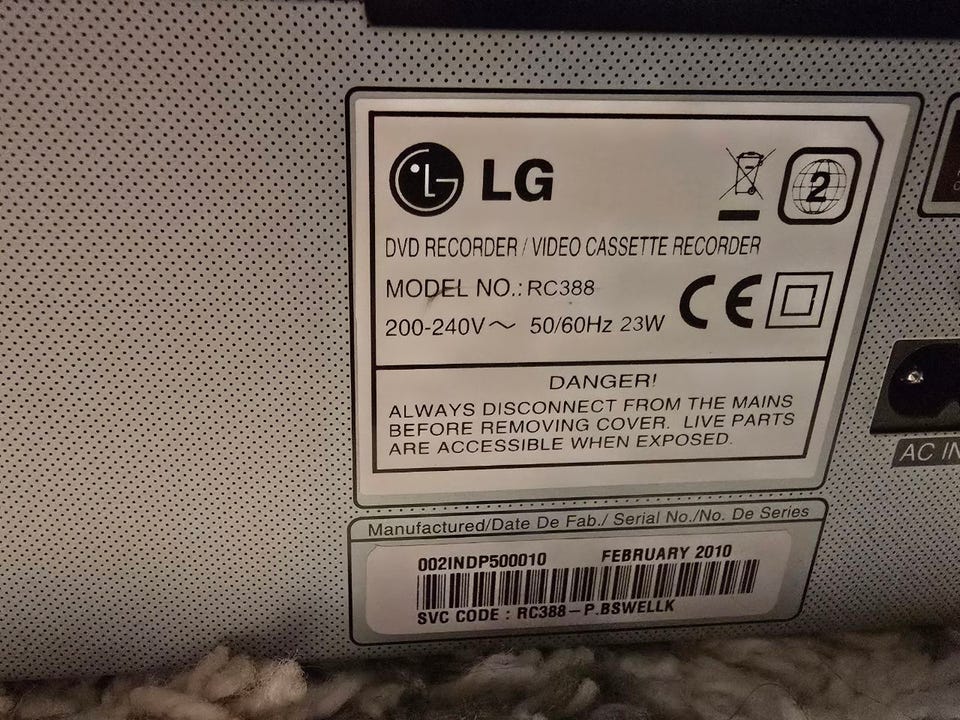 LG
2
DVD RECORDER / VIDEO CASSETTE RECORDER
MODEL NO.: RC388
200-240V~ 50/60Hz 23W
CE
DANGER!
ALWAYS DISCONNECT FROM THE MAINS
BEFORE REMOVING COVER. LIVE PARTS
ARE ACCESSIBLE WHEN EXPOSED.
AC IN
Manufactured/Date De Fab./ Serial No./No. De Series
002INDP500010 FEBRUARY 2010
SVC CODE : RC388-P.BSWELLK